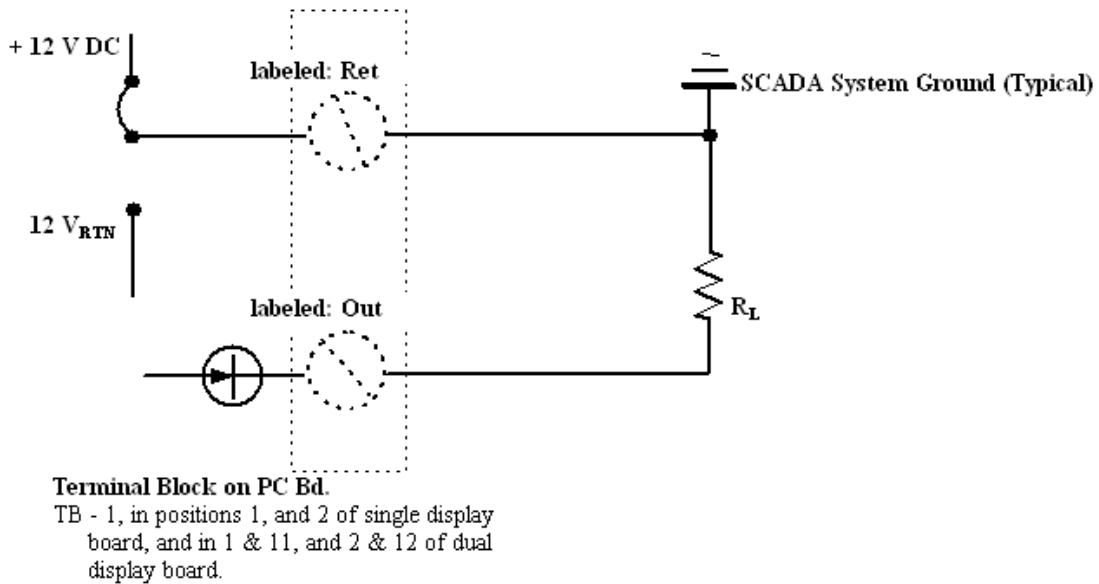 + 12 V DC
labeled: Ret
SCADA System Ground (Typical)
12 VRTN
labeled: Out
RL
Terminal Block on PC Bd.
TB - 1, in positions 1, and 2 of single display
board, and in 1 & 11, and 2 & 12 of dual
display board.